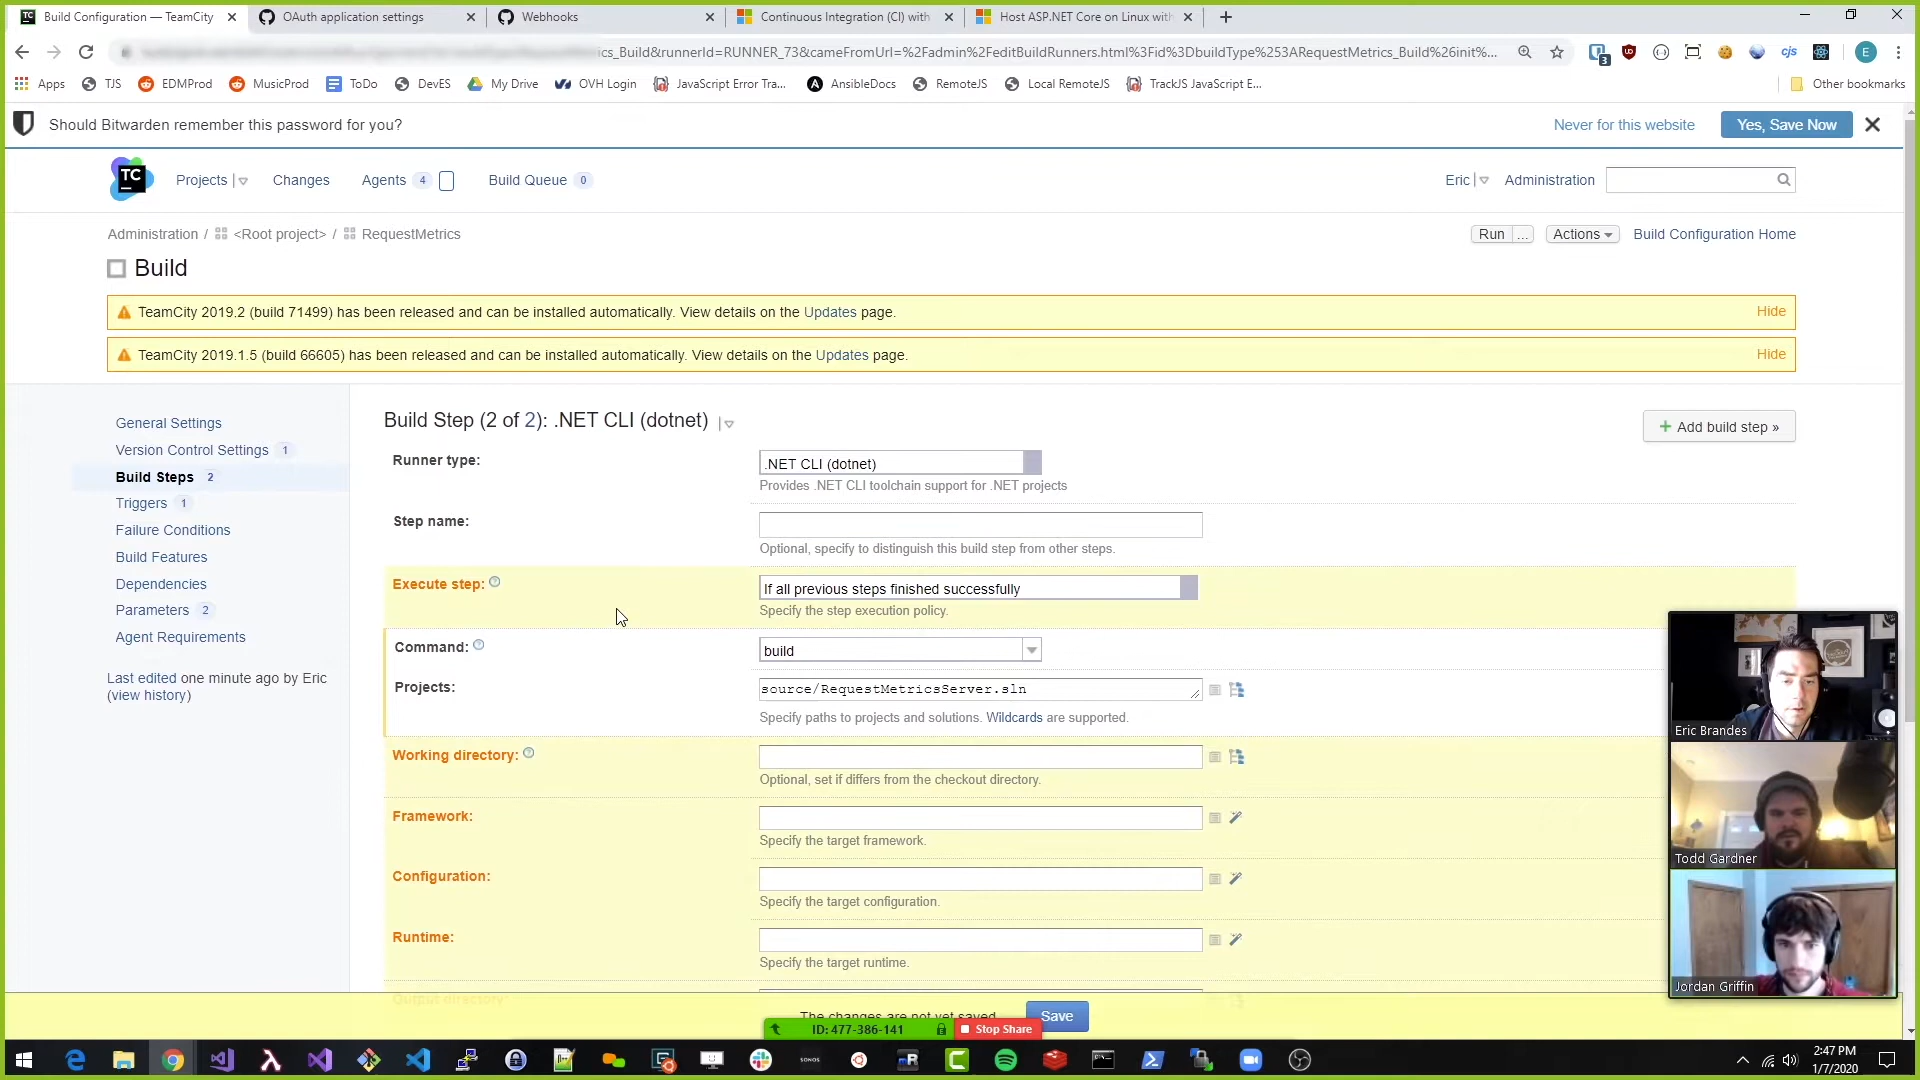 Build Configuration — TeamCity
OAuth application settings
Webhooks
Continuous Integration (CI) with
Host ASP.NET Core on Linux with
cs_Build&runnerId=RUNNER_73&cameFromUrl=%2Fadmin%2FeditBuildRunners.html%3Fid%3DbuildType%253ARequestMetrics_Build%26init%...
3
cjs
E
Apps
TJS
EDMProd
MusicProd
ToDo
DevES
My Drive
OVH Login
JavaScript Error Tra...
AnsibleDocs
RemoteJS
Local RemoteJS
TrackJS JavaScript E...
Other bookmarks
Should Bitwarden remember this password for you?
Never for this website
Yes, Save Now
TC
Projects
Changes
Agents 4
Build Queue 0
Eric
Administration
Administration / <Root project> / RequestMetrics
Run ...
Actions
Build Configuration Home
Build
TeamCity 2019.2 (build 71499) has been released and can be installed automatically. View details on the Updates page.
Hide
TeamCity 2019.1.5 (build 66605) has been released and can be installed automatically. View details on the Updates page.
Hide
General Settings
Version Control Settings 1
Build Steps 2
Triggers 1
Failure Conditions
Build Features
Dependencies
Parameters 2
Agent Requirements
Last edited one minute ago by Eric
(view history)
Build Step (2 of 2): .NET CLI (dotnet)
+ Add build step »
Runner type:
.NET CLI (dotnet)
Provides .NET CLI toolchain support for .NET projects
Step name:
Optional, specify to distinguish this build step from other steps.
Execute step:
If all previous steps finished successfully
Specify the step execution policy.
Command:
build
Projects:
source/RequestMetricsServer.sln
Specify paths to projects and solutions. Wildcards are supported.
Working directory:
Optional, set if differs from the checkout directory.
Framework:
Specify the target framework.
Configuration:
Specify the target configuration.
Runtime:
Specify the target runtime.
Output directory:
The changes are not yet saved.
Save
ID: 477-386-141
Stop Share
Eric Brandes
Todd Gardner
Jordan Griffin
SONOS
2:47 PM
1/7/2020